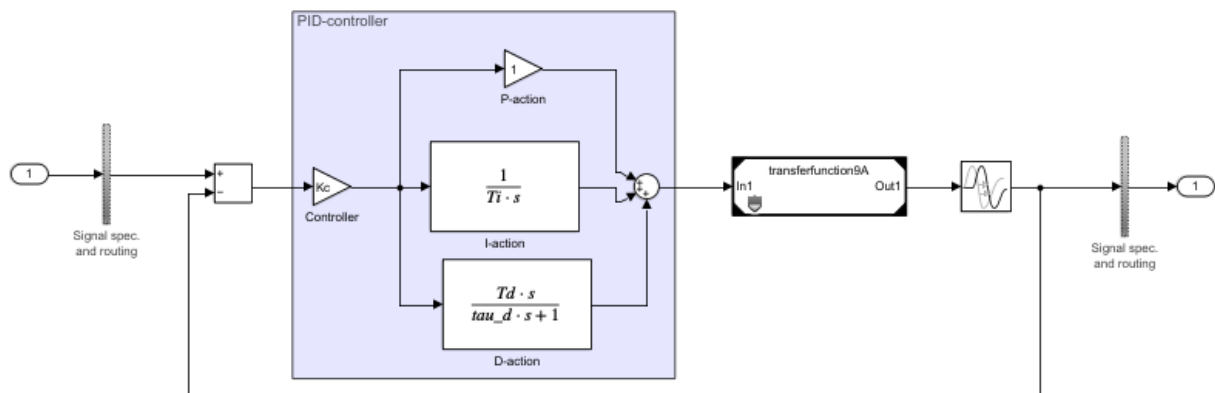 PID-controller
1
P-action
1
Signal spec.
and routing
+
−
Kc
Controller
1
Ti · s
I-action
+
+
+
In1
transferfunction9A
Out1
1
Signal spec.
and routing
Td · s
tau_d · s + 1
D-action